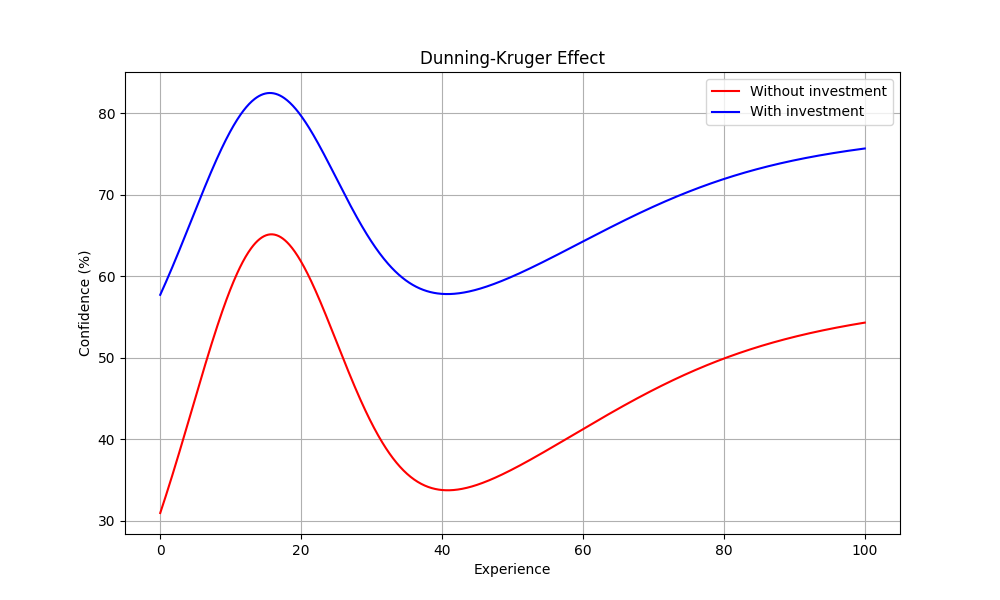 Dunning-Kruger Effect
Without investment
With investment
Confidence (%)
80
70
60
50
40
30
0 20 40 60 80 100
Experience